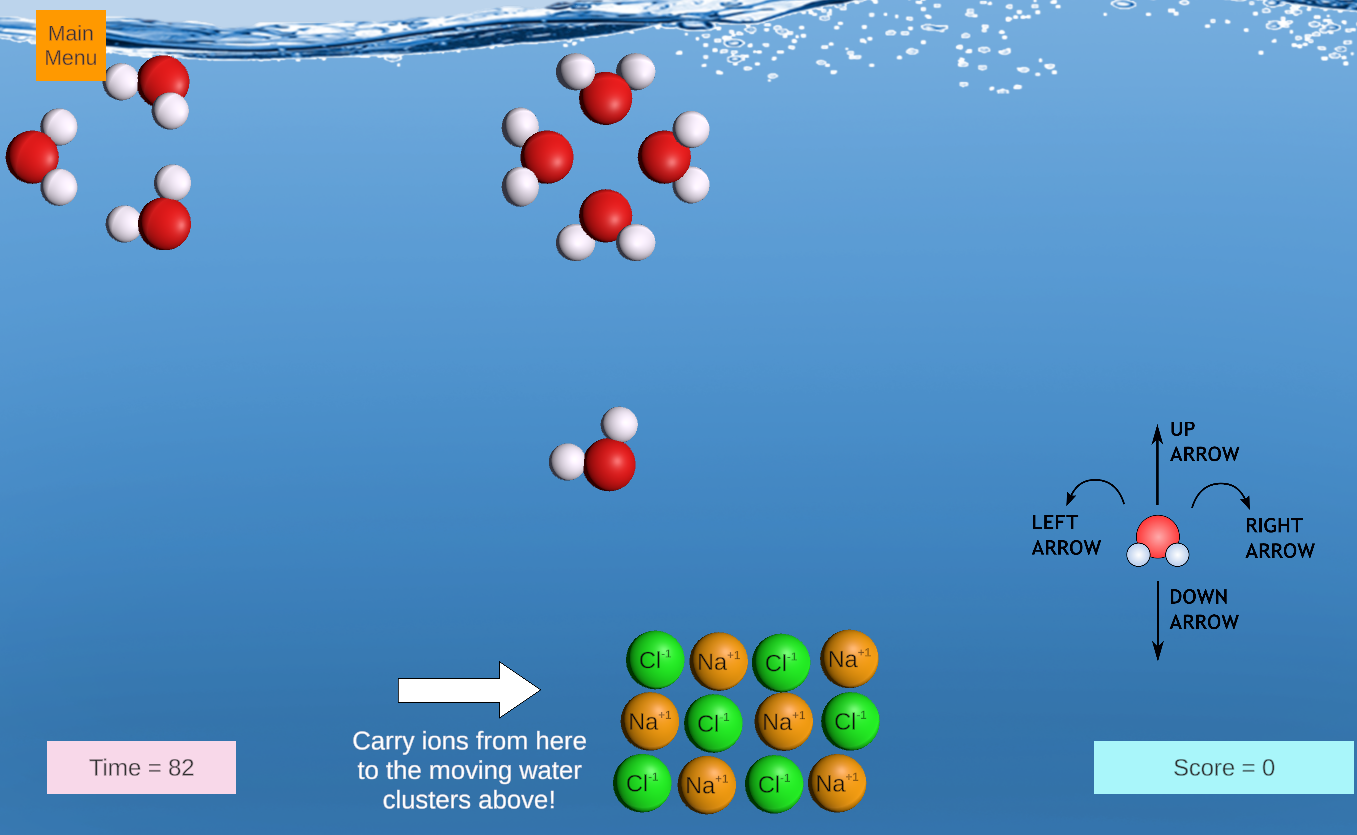 Main
Menu
UP
ARROW
LEFT
ARROW
RIGHT
ARROW
DOWN
ARROW
Cl-1 Na+1 Cl-1 Na+1
Na+1 Cl-1 Na+1 Cl-1
Cl-1 Na+1 Cl-1 Na+1
Carry ions from here
to the moving water
clusters above!
Time = 82
Score = 0